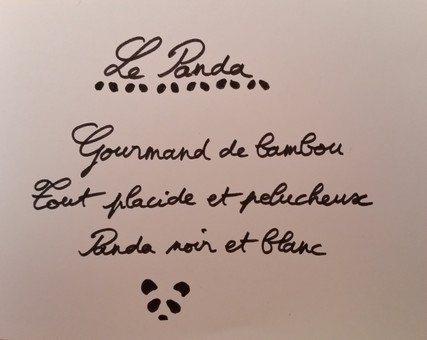 Le Panda
Gourmand de bambou
Tout placide et pelucheux
Panda noir et blanc